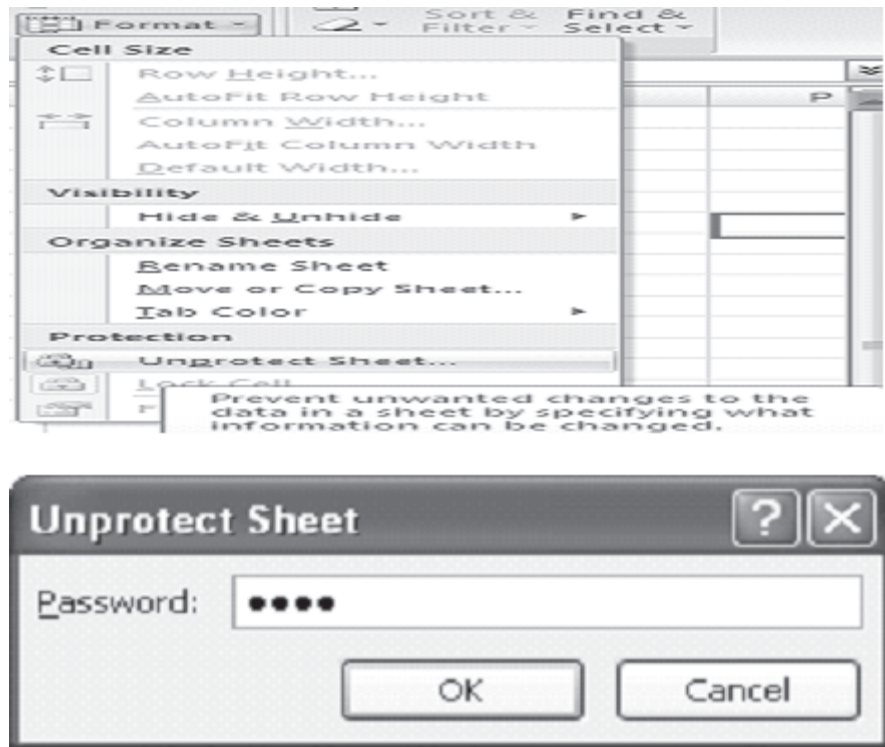 Format
Sort &
Filter
Find &
Select
Cell Size
Row Height...
AutoFit Row Height
Column Width...
AutoFit Column Width
Default Width...
Visibility
Hide & Unhide
Organize Sheets
Rename Sheet
Move or Copy Sheet...
Tab Color
Protection
Unprotect Sheet...
Lock Cell
F
Prevent unwanted changes to the
data in a sheet by specifying what
information can be changed.
P
Unprotect Sheet
Password: ●●●●
OK Cancel